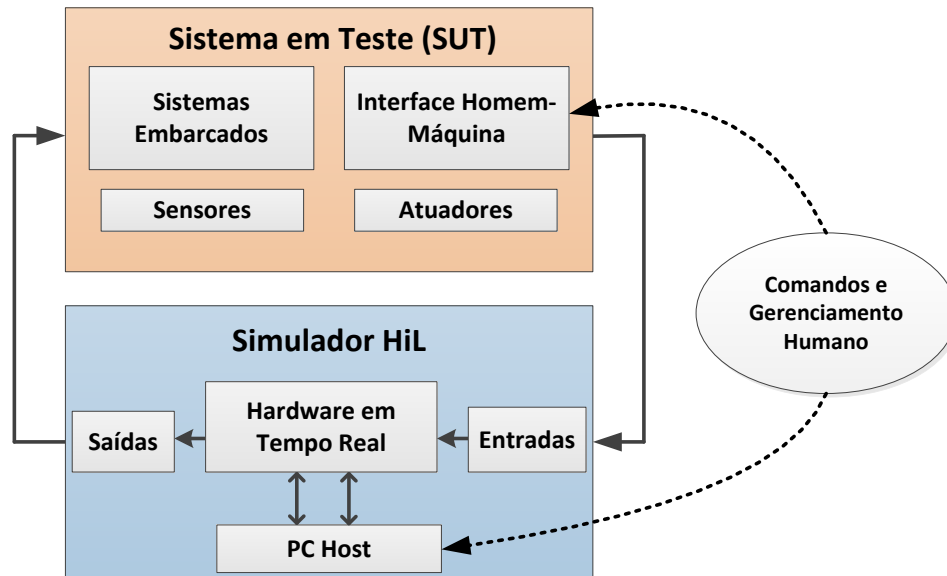 Sistema em Teste (SUT)
Sistemas
Embarcados
Interface Homem-
Máquina
Sensores
Atuadores
Comandos e
Gerenciamento
Humano
Simulador HiL
Saídas
Hardware em
Tempo Real
Entradas
PC Host